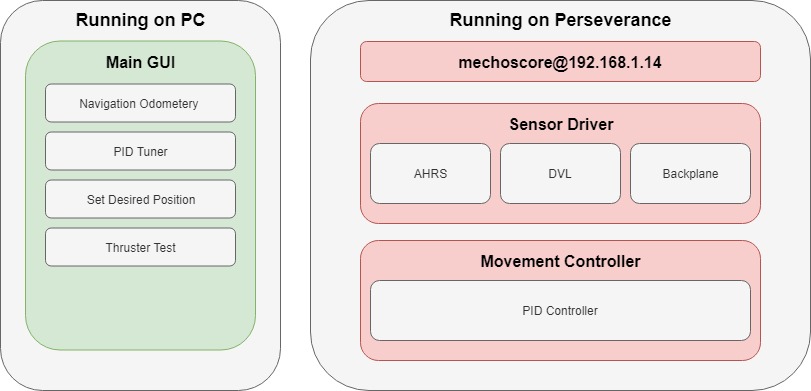 Running on PC
Main GUI
Navigation Odometery
PID Tuner
Set Desired Position
Thruster Test
Running on Perseverance
mechoscore@192.168.1.14
Sensor Driver
AHRS
DVL
Backplane
Movement Controller
PID Controller